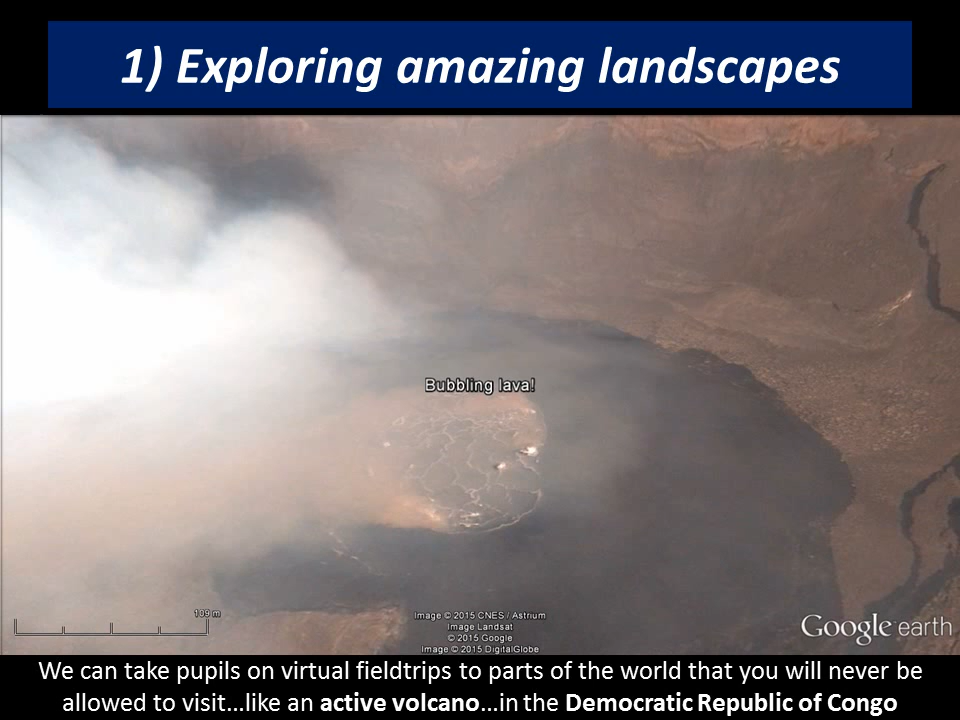 1) Exploring amazing landscapes
Bubbling lava!
109 m
Image © 2015 CNES / Astrium
Image Landsat
© 2015 Google
Image © 2015 DigitalGlobe
Google earth
We can take pupils on virtual fieldtrips to parts of the world that you will never be
allowed to visit…like an active volcano…in the Democratic Republic of Congo